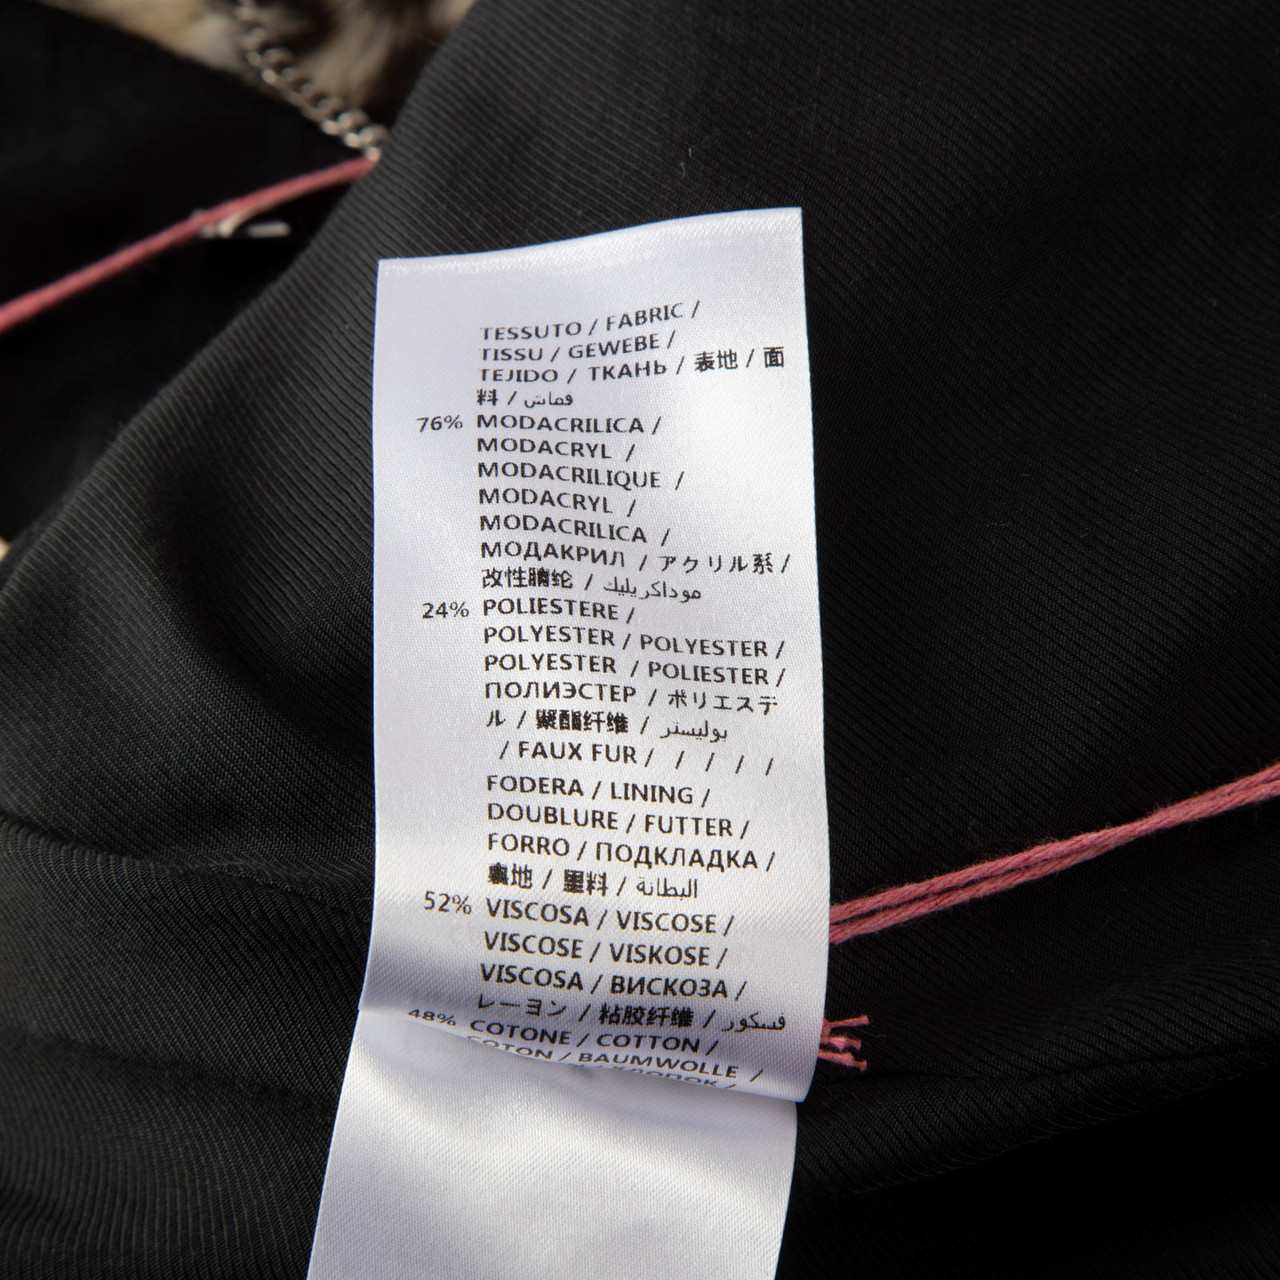 TESSUTO / FABRIC /
TISSU / GEWEBE /
TEJIDO / ТКАНЬ / 表地 / 面
料 / قماش
76% MODACRILICA /
MODACRYL /
MODACRILIQUE /
MODACRYL /
MODACRILICA /
МОДАКРИЛ / アクリル系 /
改性腈纶 / موداكريليك
24% POLIESTERE /
POLYESTER / POLYESTER /
POLYESTER / POLIESTER /
ПОЛИЭСТЕР / ポリエステ
ル / 聚酯纤维 / بوليستر
/ FAUX FUR / / / / /
FODERA / LINING /
DOUBLURE / FUTTER /
FORRO / ПОДКЛАДКА /
裏地 / 里料 / البطانة
52% VISCOSA / VISCOSE /
VISCOSE / VISKOSE /
VISCOSA / ВИСКОЗА /
レーヨン / 粘胶纤维 / فسكور
48% COTONE / COTTON /
COTON / BAUMWOLLE /
ХЛОПОК /